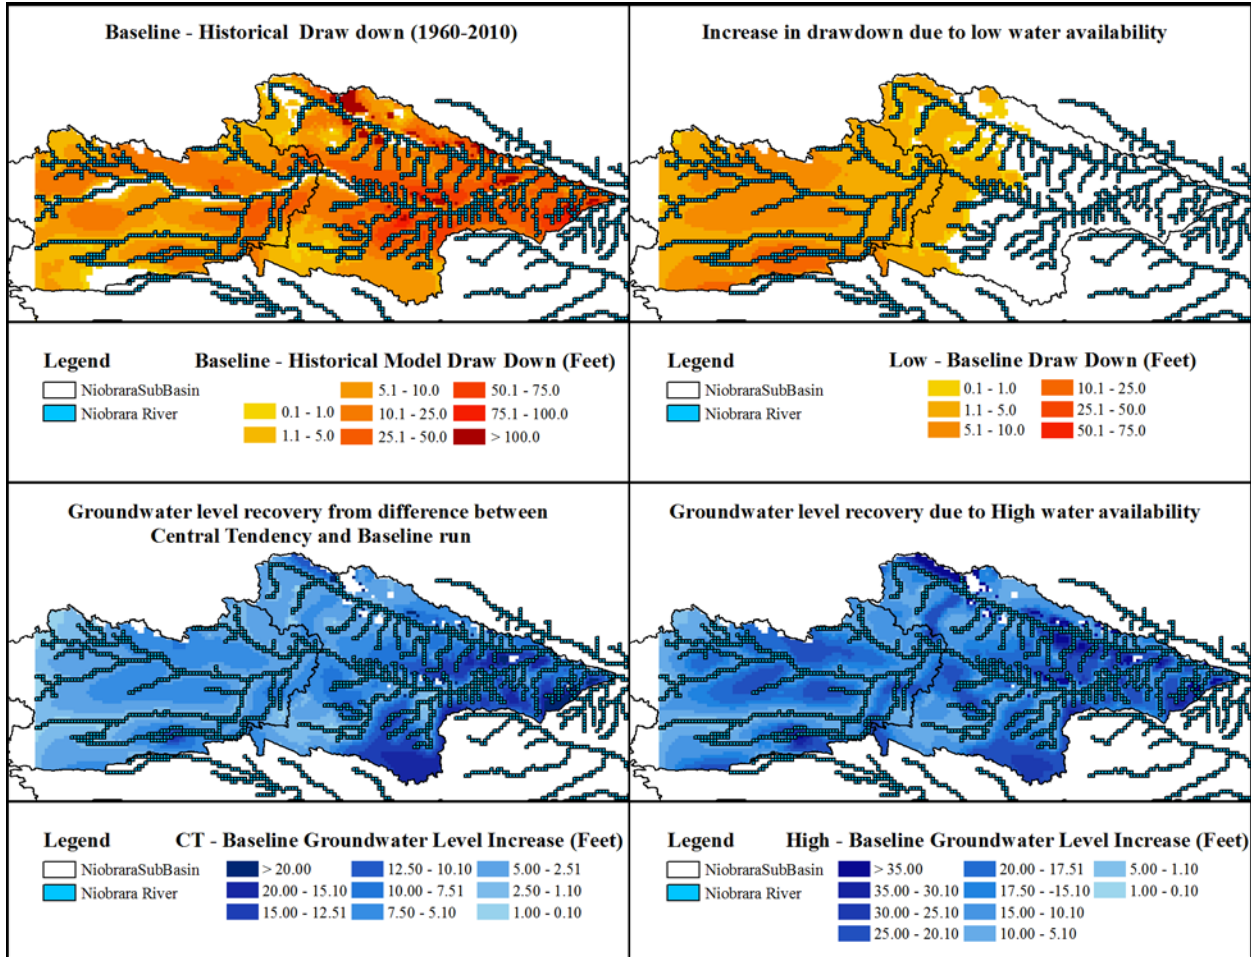 Baseline - Historical Draw down (1960-2010)
Increase in drawdown due to low water availability
Legend
Baseline - Historical Model Draw Down (Feet)
NiobraraSubBasin
Niobrara River
0.1 - 1.0
1.1 - 5.0
5.1 - 10.0
10.1 - 25.0
25.1 - 50.0
50.1 - 75.0
75.1 - 100.0
> 100.0
Legend
Low - Baseline Draw Down (Feet)
NiobraraSubBasin
Niobrara River
0.1 - 1.0
1.1 - 5.0
5.1 - 10.0
10.1 - 25.0
25.1 - 50.0
50.1 - 75.0
Groundwater level recovery from difference between
Central Tendency and Baseline run
Groundwater level recovery due to High water availability
Legend
CT - Baseline Groundwater Level Increase (Feet)
NiobraraSubBasin
Niobrara River
> 20.00
20.00 - 15.10
15.00 - 12.51
12.50 - 10.10
10.00 - 7.51
7.50 - 5.10
5.00 - 2.51
2.50 - 1.10
1.00 - 0.10
Legend
High - Baseline Groundwater Level Increase (Feet)
NiobraraSubBasin
Niobrara River
> 35.00
35.00 - 30.10
30.00 - 25.10
25.00 - 20.10
20.00 - 17.51
17.50 -15.10
15.00 - 10.10
10.00 - 5.10
5.00 - 1.10
1.00 - 0.10